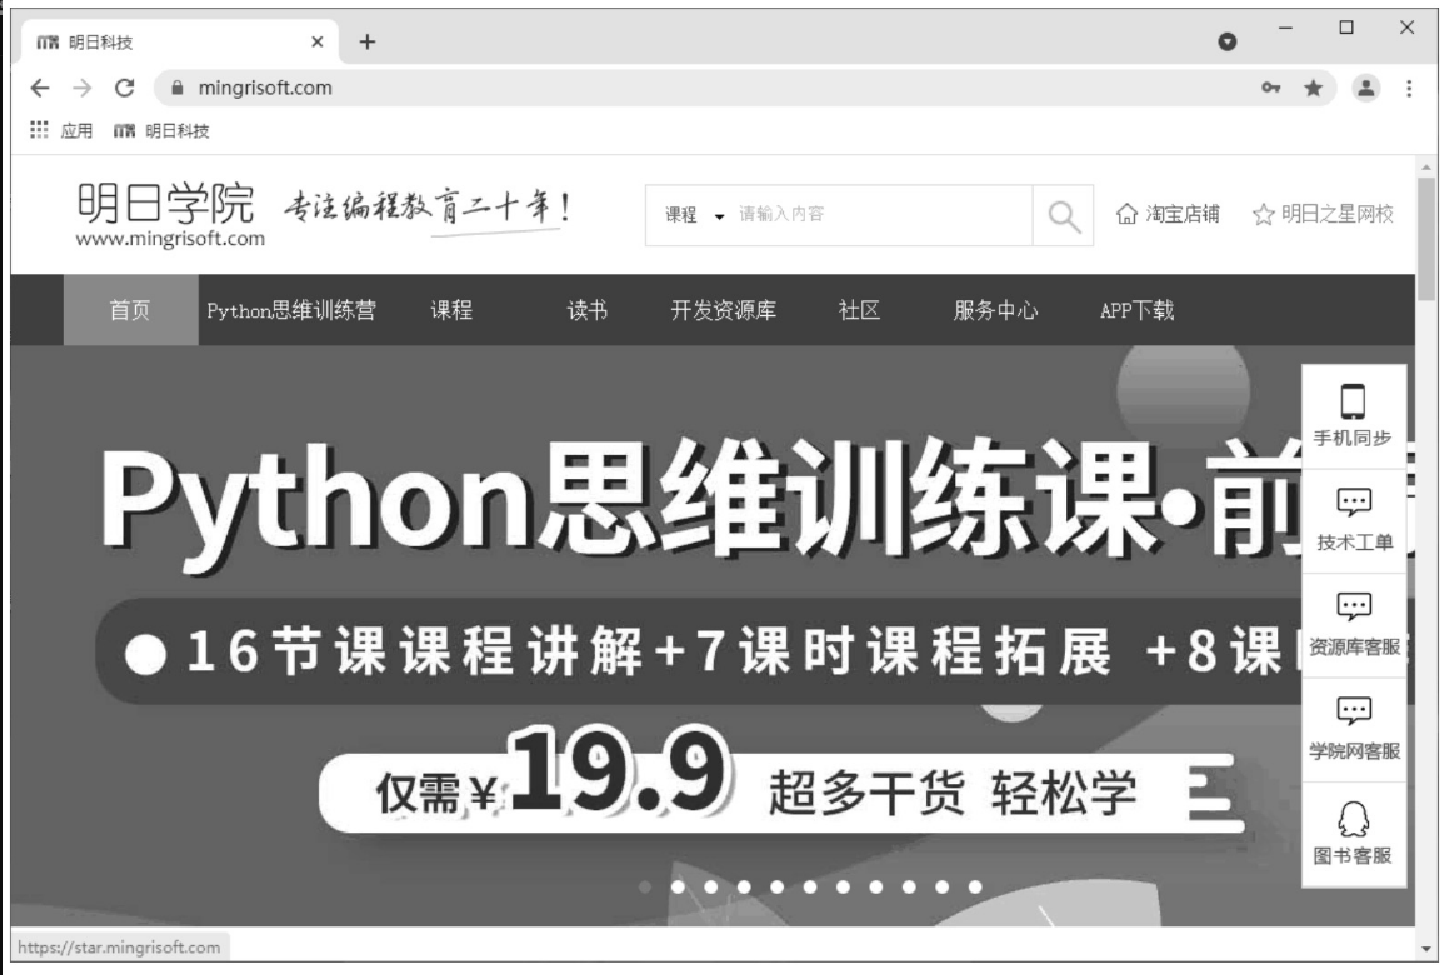 明日科技
mingrisoft.com
应用 明日科技
明日学院 专注编程教育二十年！
www.mingrisoft.com
课程 请输入内容
淘宝店铺 明日之星网校
首页 Python思维训练营 课程 读书 开发资源库 社区 服务中心 APP下载
Python思维训练课·前
16节课课程讲解+7课时课程拓展 +8课
仅需¥19.9 超多干货 轻松学
手机同步
技术工单
资源库客服
学院网客服
图书客服
https://star.mingrisoft.com